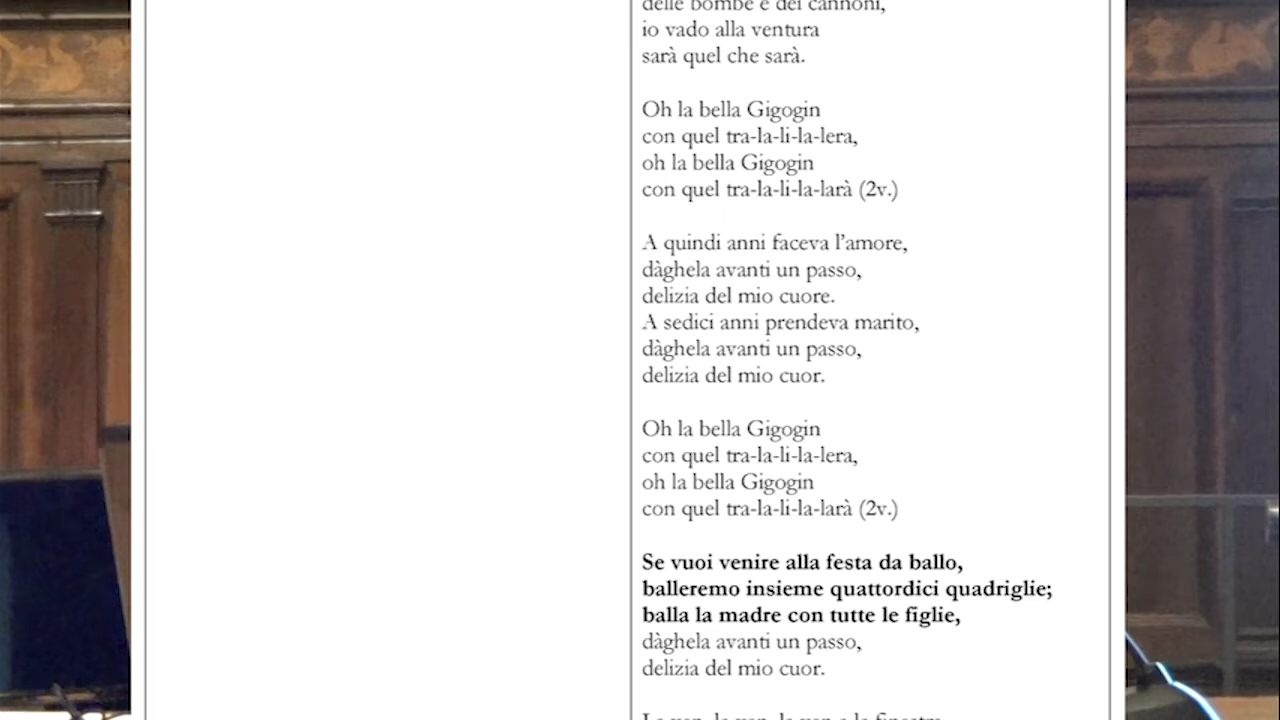 delle bombe e dei cannoni,
io vado alla ventura
sarà quel che sarà.
Oh la bella Gigogin
con quel tra-la-li-la-lera,
oh la bella Gigogin
con quel tra-la-li-la-larà (2v.)
A quindi anni faceva l’amore,
dàghela avanti un passo,
delizia del mio cuore.
A sedici anni prendeva marito,
dàghela avanti un passo,
delizia del mio cuor.
Oh la bella Gigogin
con quel tra-la-li-la-lera,
oh la bella Gigogin
con quel tra-la-li-la-larà (2v.)
Se vuoi venire alla festa da ballo,
balleremo insieme quattordici quadriglie;
balla la madre con tutte le figlie,
dàghela avanti un passo,
delizia del mio cuor.